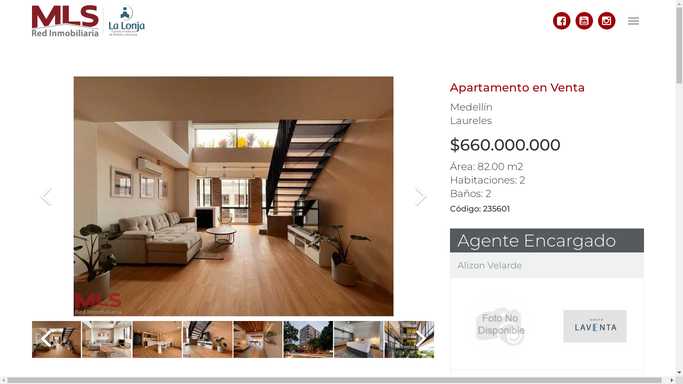 MLS
Red Inmobiliaria
La Lonja
Apartamento en Venta
Medellín
Laureles
$660.000.000
Área: 82.00 m2
Habitaciones: 2
Baños: 2
Código: 235601
Agente Encargado
Alizon Velarde
Foto No
Disponible
LAVENTA
MLS
Red Inmobiliaria